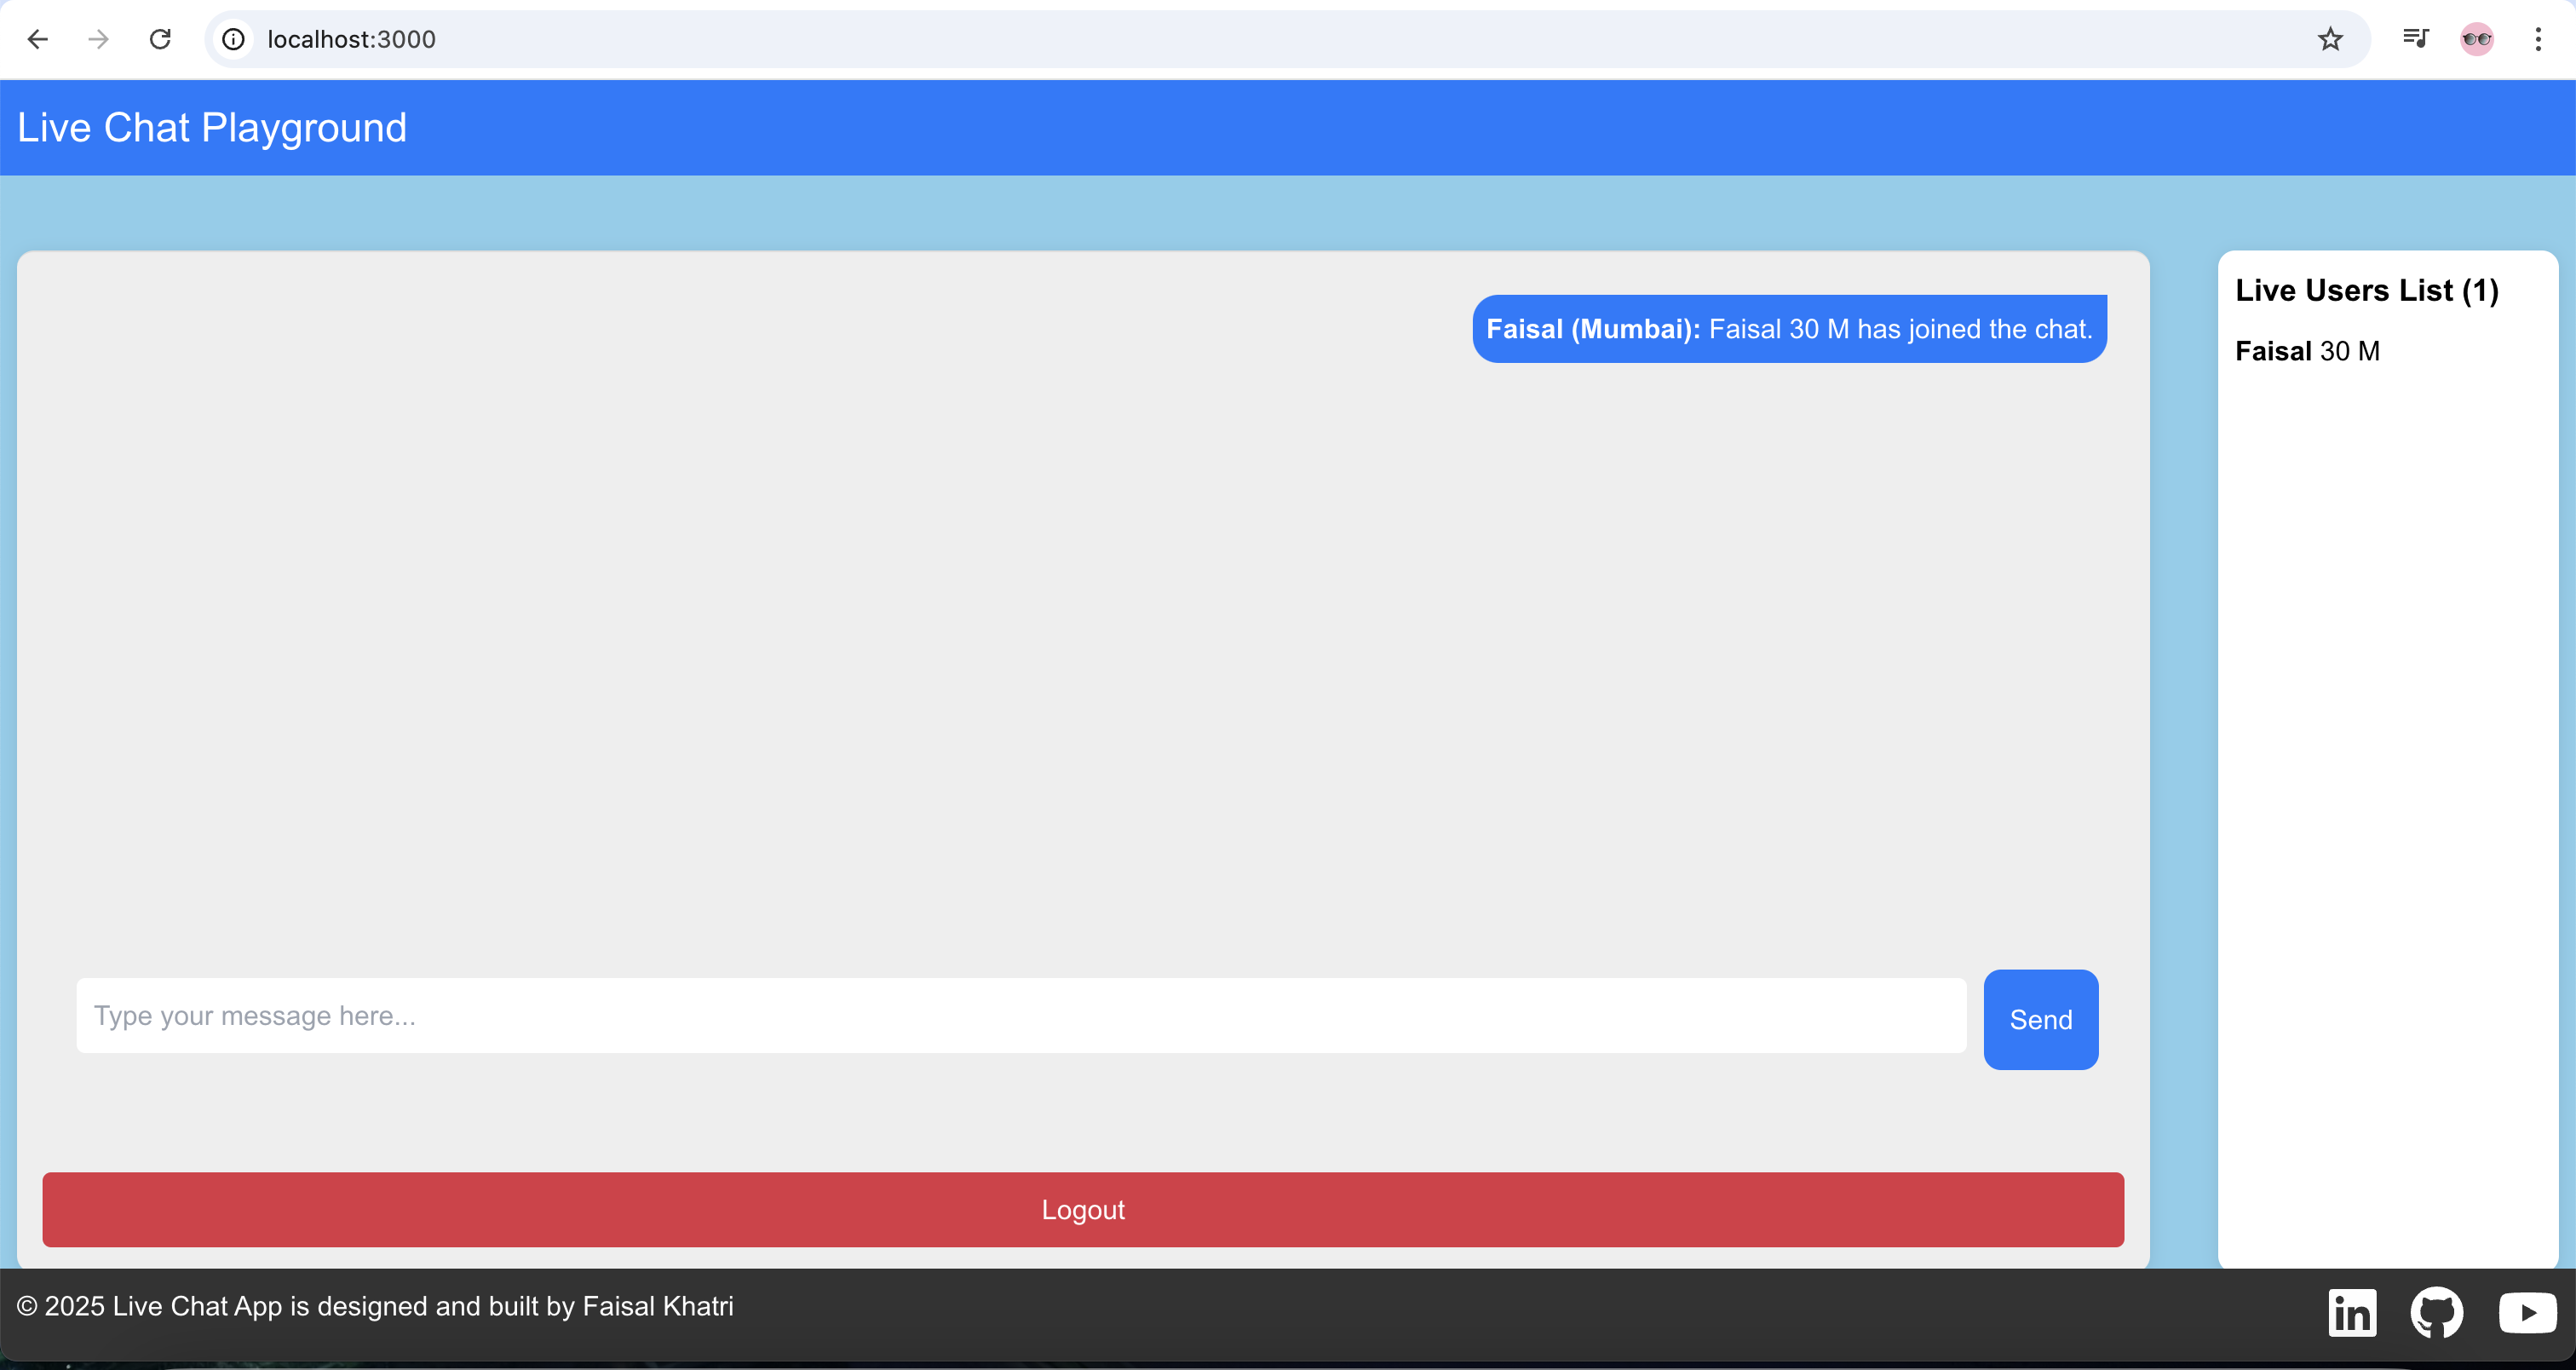 localhost:3000
Live Chat Playground
Faisal (Mumbai): Faisal 30 M has joined the chat.
Live Users List (1)
Faisal 30 M
Type your message here...
Send
Logout
© 2025 Live Chat App is designed and built by Faisal Khatri
in